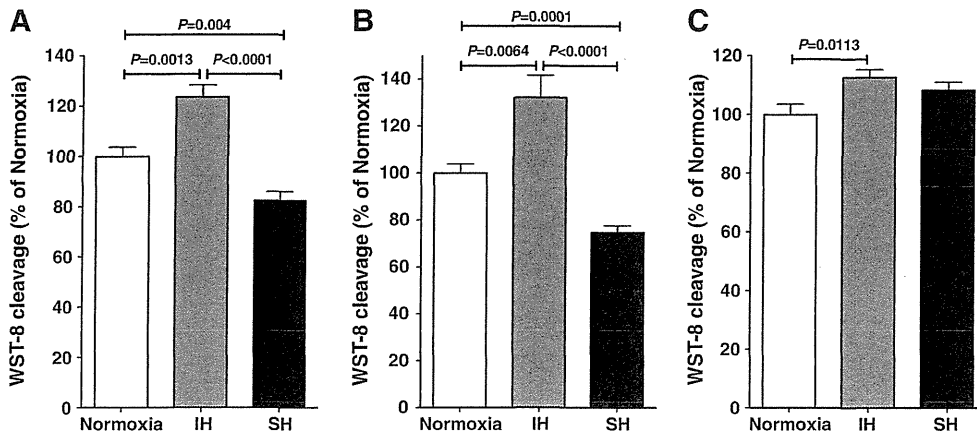 A
P=0.004
P=0.0013
P<0.0001
140
120
100
80
60
40
20
0
WST-8 cleavage (% of Normoxia)
Normoxia
IH
SH
B
P=0.0001
P=0.0064
P<0.0001
140
120
100
80
60
40
20
0
WST-8 cleavage (% of Normoxia)
Normoxia
IH
SH
C
P=0.0113
120
100
80
60
40
20
0
WST-8 cleavage (% of Normoxia)
Normoxia
IH
SH